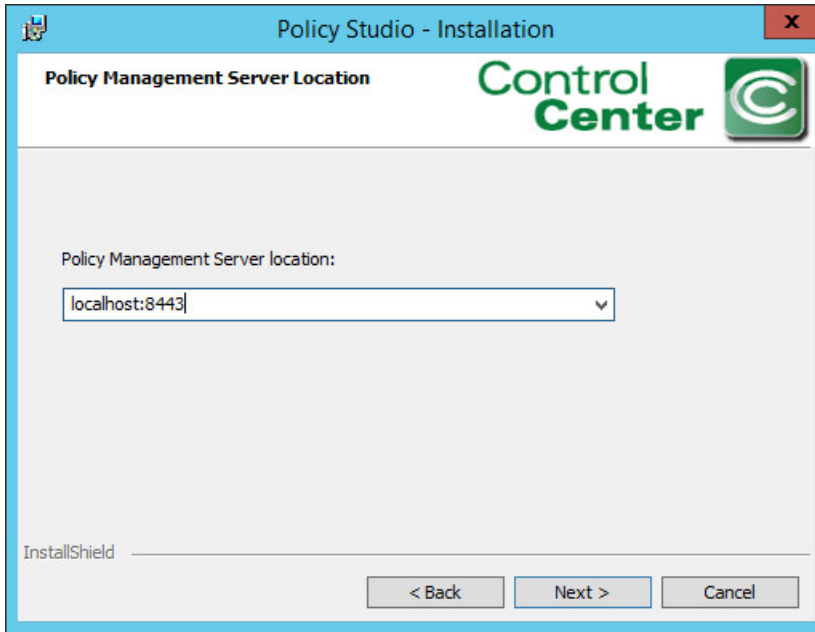 Policy Studio - Installation
x
Policy Management Server Location
Control
Center
Policy Management Server location:
localhost:8443
InstallShield
< Back
Next >
Cancel